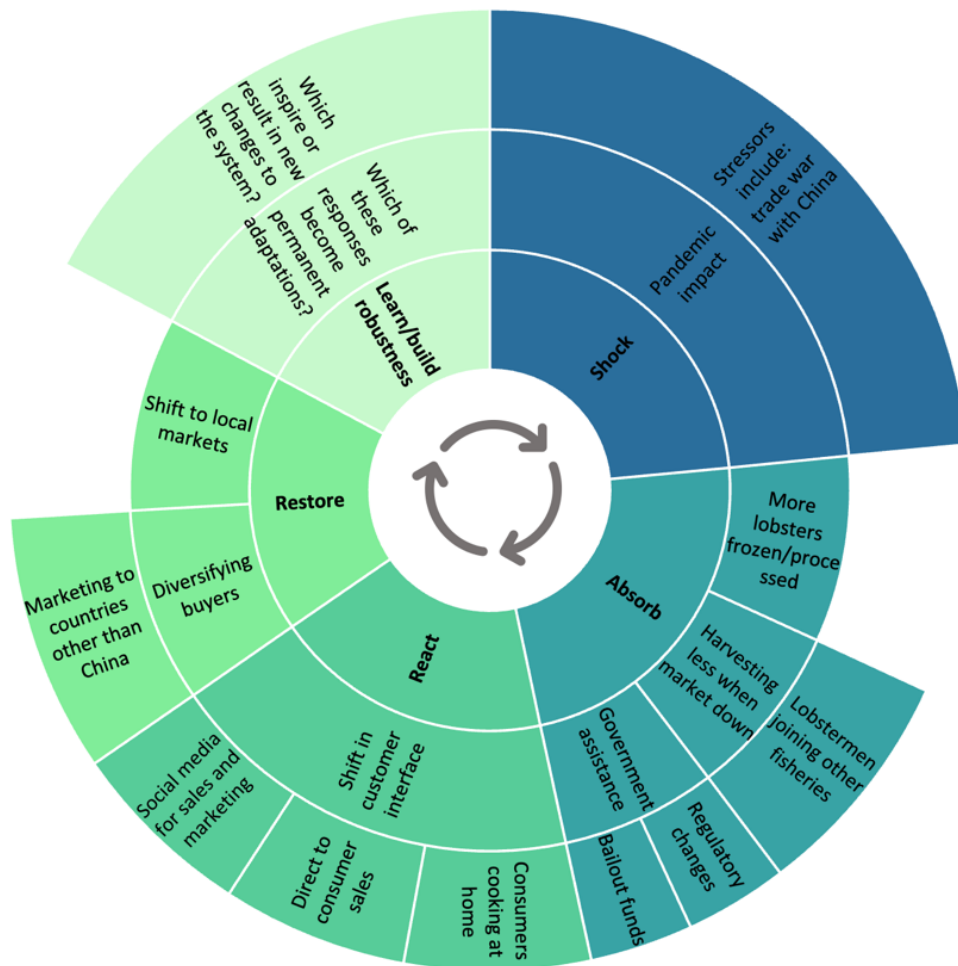 Stressors
include:
trade war
with China
Pandemic
impact
Shock
More
lobsters
frozen/proce
ssed
Absorb
Harvesting
less when
market down
Lobstermen
joining other
fisheries
Government
assistance
Regulatory
changes
Bailout funds
React
Shift in
customer
interface
Consumers
cooking at
home
Direct to
consumer
sales
Social media
for sales and
marketing
Restore
Diversifying
buyers
Marketing to
countries
other than
China
Shift to local
markets
Learn/build
robustness
Which of
these
responses
become
permanent
adaptations?
Which
inspire or
result in new
changes to
the system?